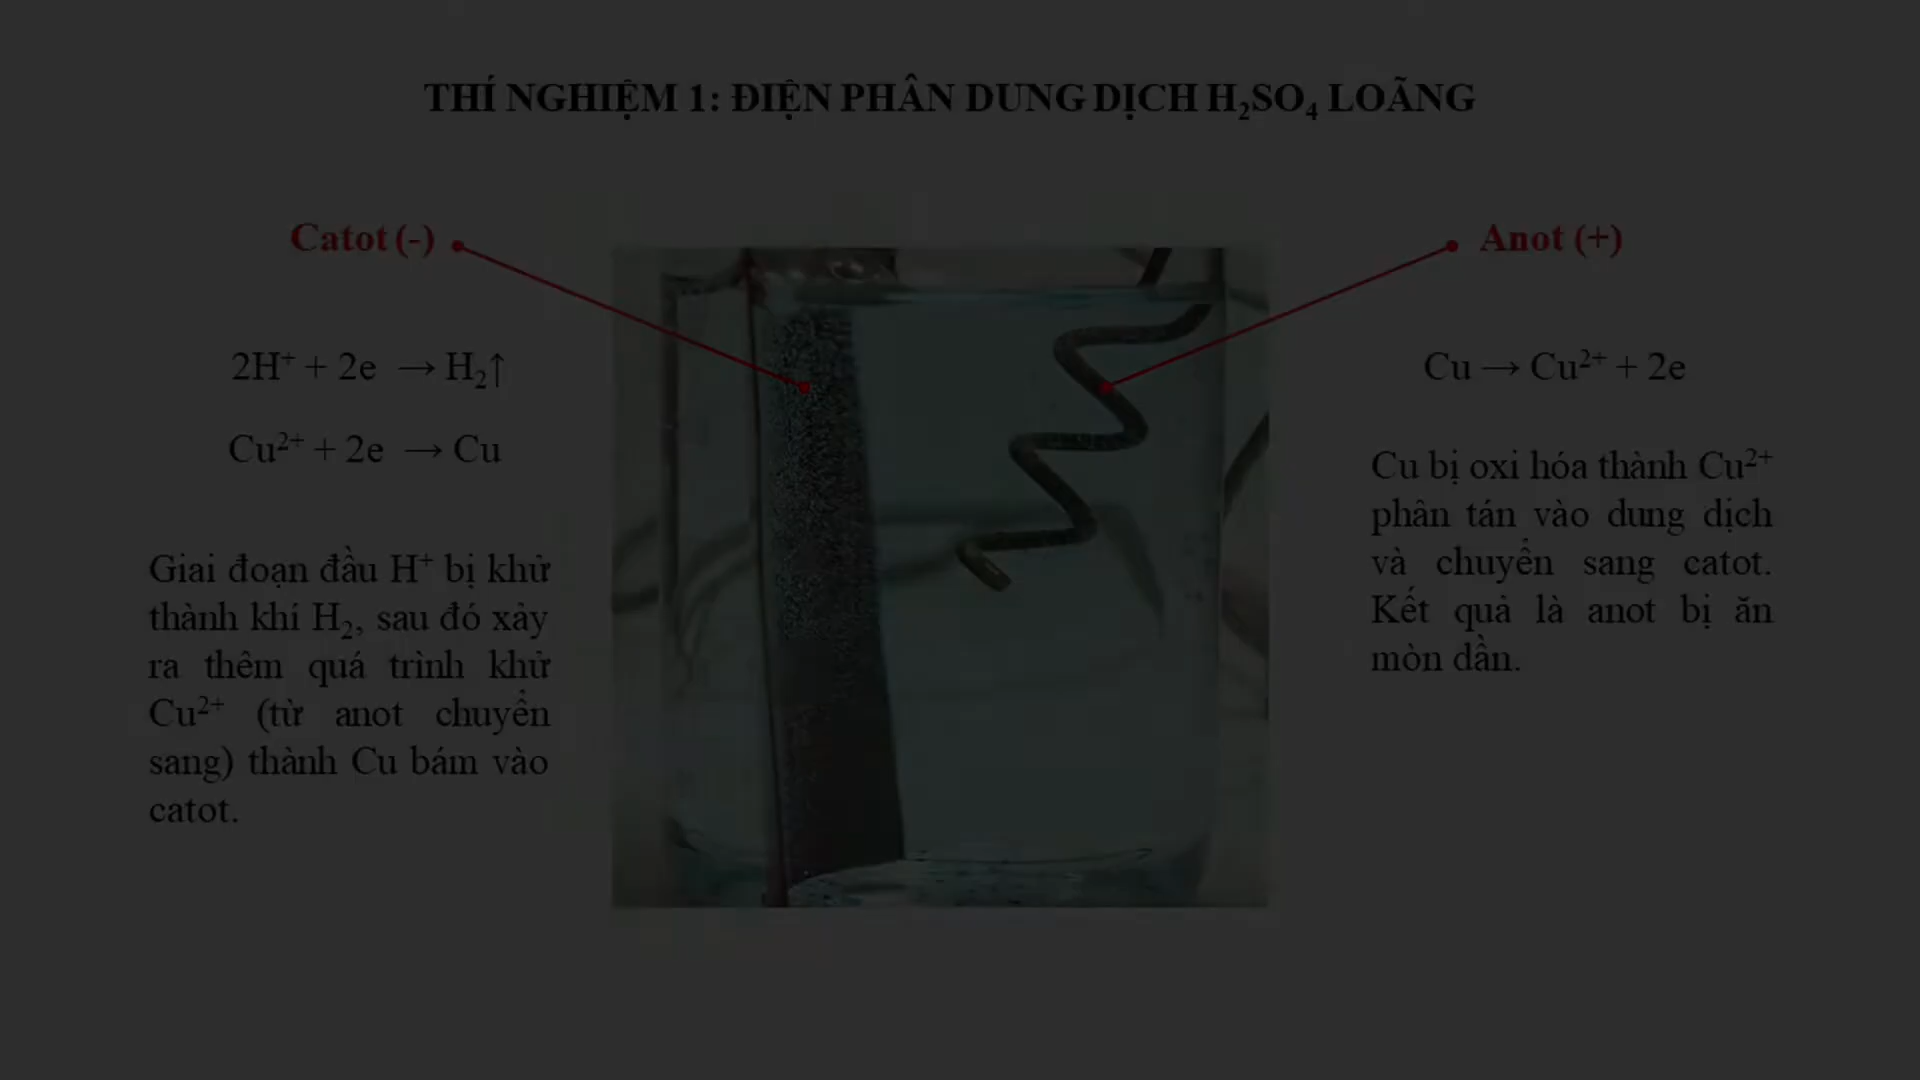 THÍ NGHIỆM 1: ĐIỆN PHÂN DUNG DỊCH H₂SO₄ LOÃNG
Catot (-)
2H⁺ + 2e → H₂↑
Cu²⁺ + 2e → Cu
Giai đoạn đầu H⁺ bị khử
thành khí H₂, sau đó xảy
ra thêm quá trình khử
Cu²⁺ (từ anot chuyển
sang) thành Cu bám vào
catot.
Anot (+)
Cu → Cu²⁺ + 2e
Cu bị oxi hóa thành Cu²⁺
phân tán vào dung dịch
và chuyển sang catot.
Kết quả là anot bị ăn
mòn dần.